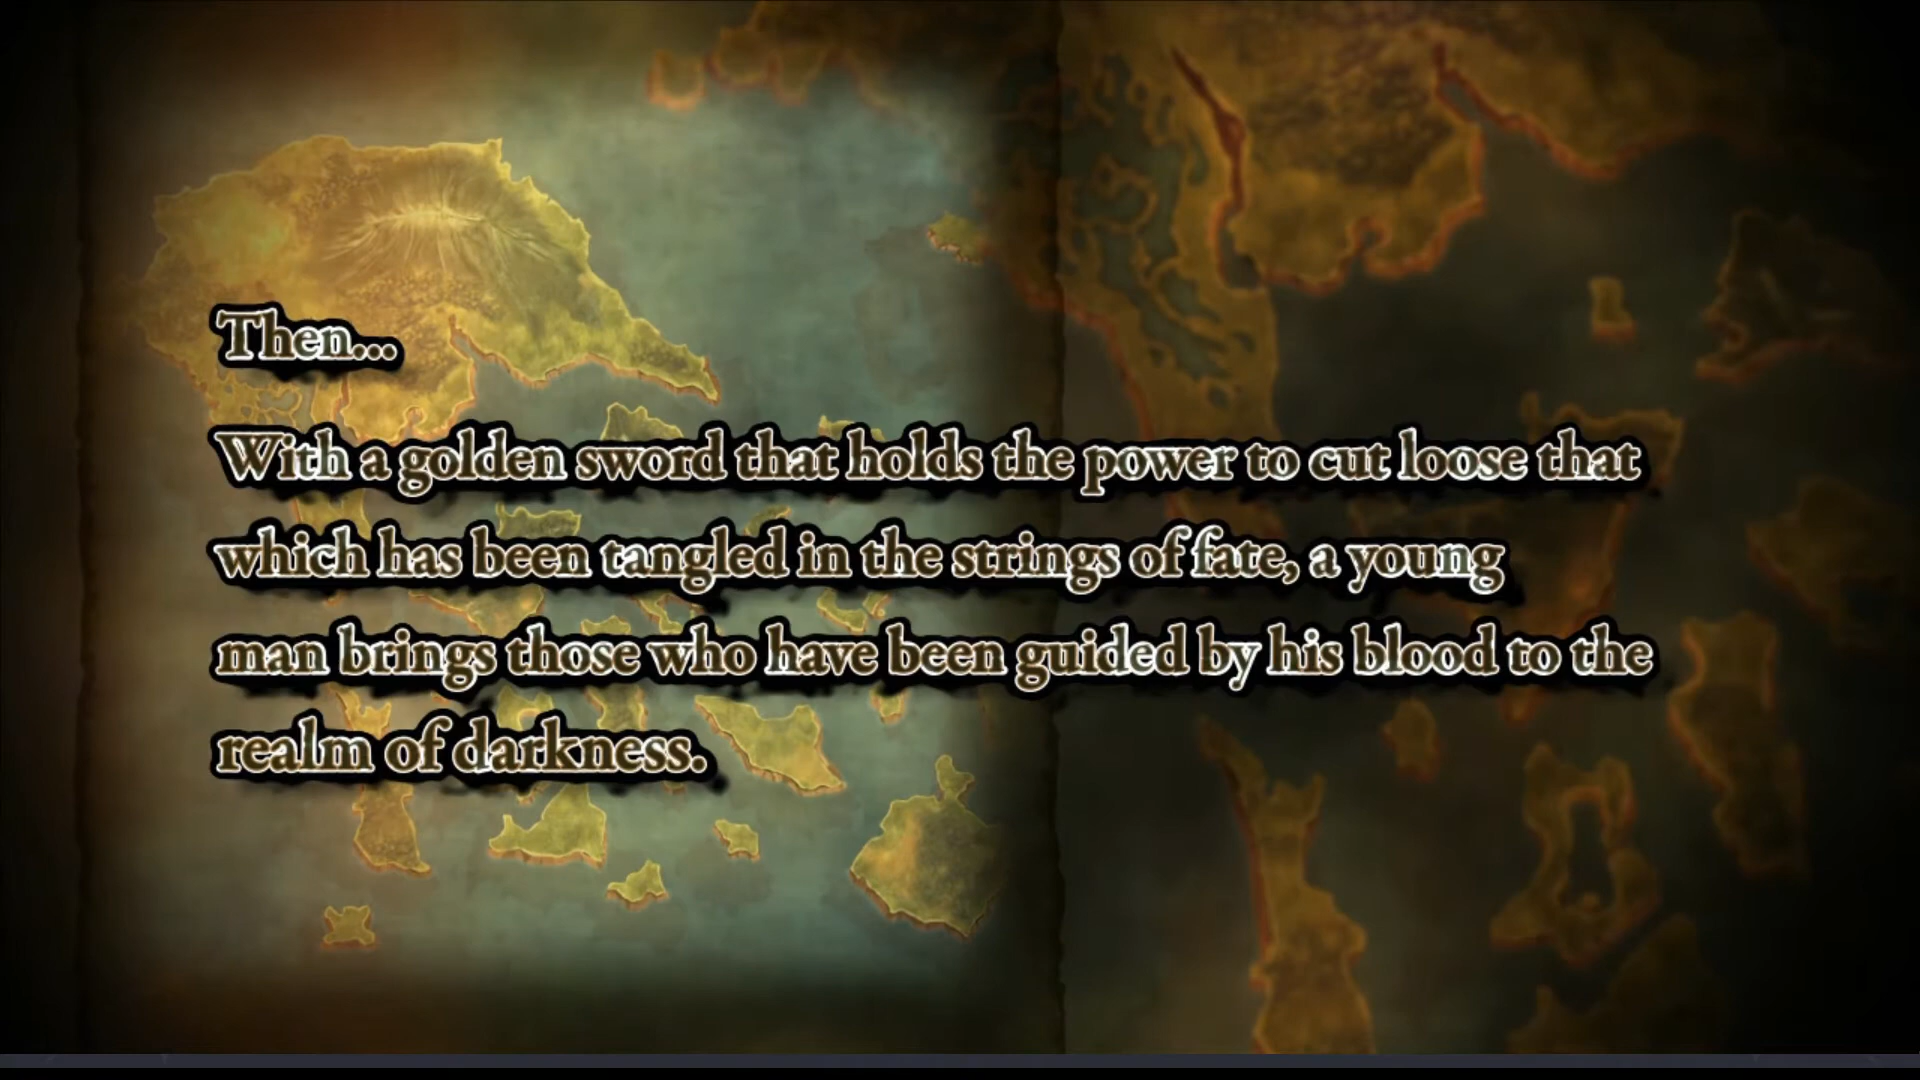 Then...
With a golden sword that holds the power to cut loose that
which has been tangled in the strings of fate, a young
man brings those who have been guided by his blood to the
realm of darkness.